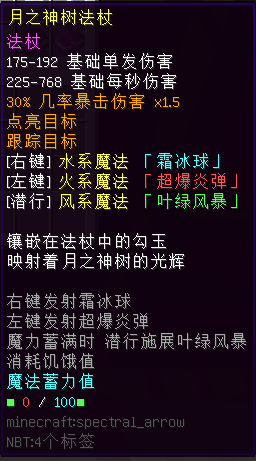 月之神树法杖
法杖
175-192 基础单发伤害
225-768 基础每秒伤害
30% 几率暴击伤害 x1.5
点亮目标
跟踪目标
[右键] 水系魔法 「霜冰球」
[左键] 火系魔法 「超爆炎弹」
[潜行] 风系魔法 「叶绿风暴」
镶嵌在法杖中的勾玉
映射着月之神树的光辉
右键发射霜冰球
左键发射超爆炎弹
魔力蓄满时 潜行施展叶绿风暴
消耗饥饿值
魔法蓄力值
0 / 100
minecraft:spectral_arrow
NBT:4个标签